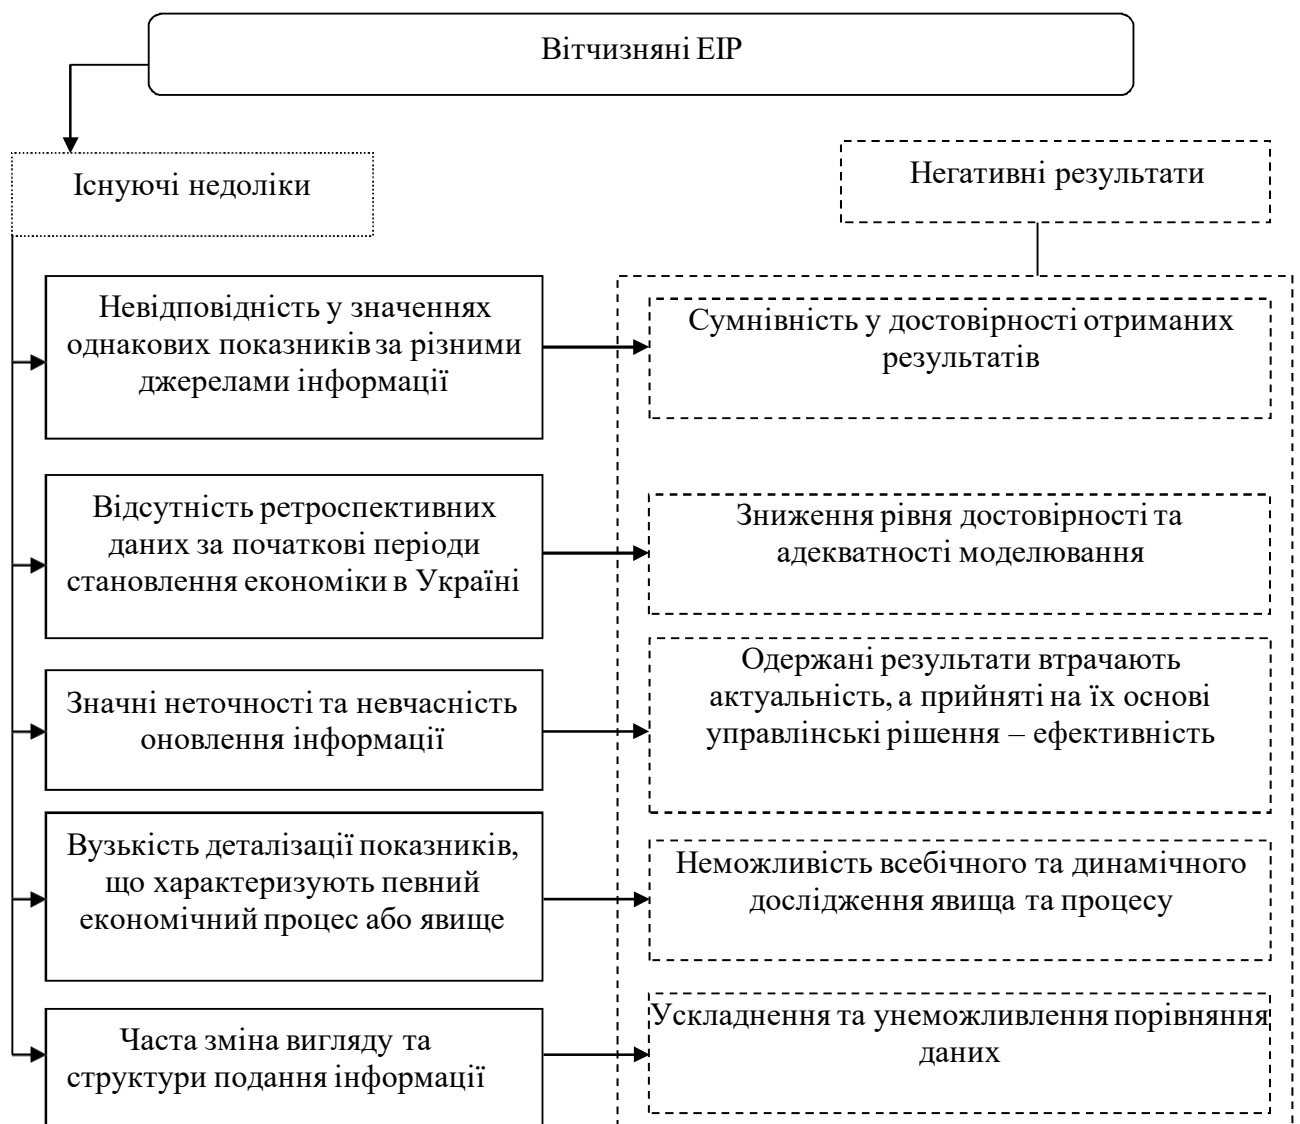 Вітчизняні ЕІР
Існуючі недоліки
Негативні результати
Невідповідність у значеннях
однакових показників за різними
джерелами інформації
Сумнівність у достовірності отриманих
результатів
Відсутність ретроспективних
даних за початкові періоди
становлення економіки в Україні
Зниження рівня достовірності та
адекватності моделювання
Значні неточності та невчасність
оновлення інформації
Одержані результати втрачають
актуальність, а прийняті на їх основі
управлінські рішення – ефективність
Вузькість деталізації показників,
що характеризують певний
економічний процес або явище
Неможливість всебічного та динамічного
дослідження явища та процесу
Часта зміна вигляду та
структури подання інформації
Ускладнення та унеможливлення порівняння
даних